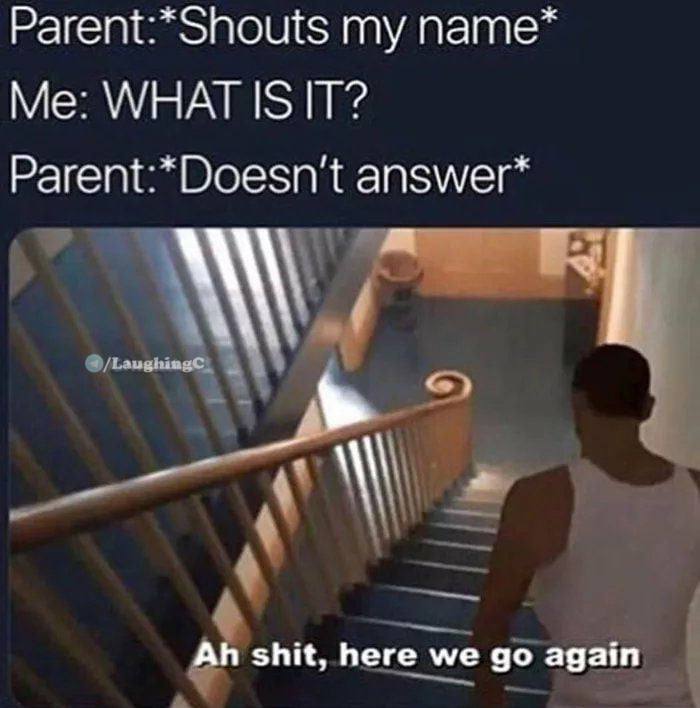 Parent:*Shouts my name*
Me: WHAT IS IT?
Parent:*Doesn't answer*
/LaughingC
Ah shit, here we go again